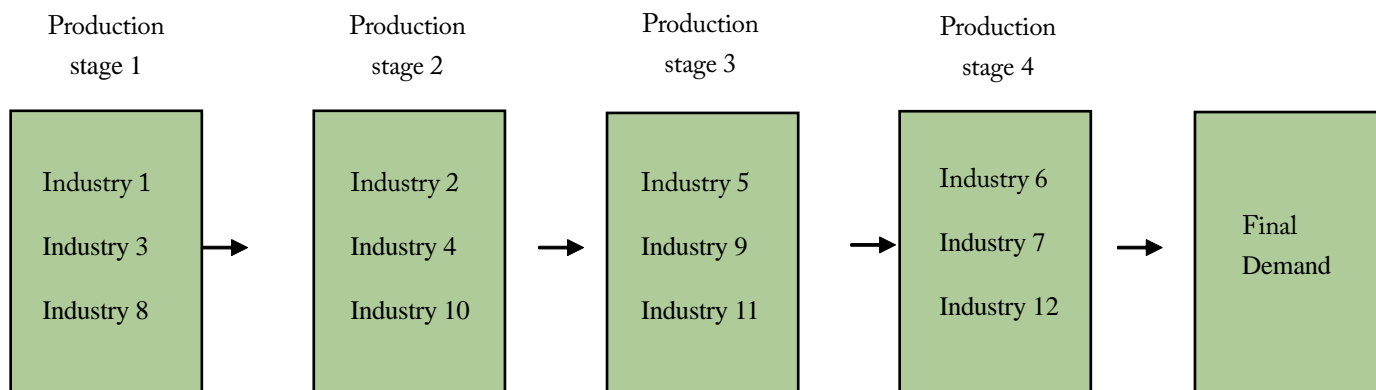 Production
stage 1
Production
stage 2
Production
stage 3
Production
stage 4
Industry 1
Industry 3
Industry 8
Industry 2
Industry 4
Industry 10
Industry 5
Industry 9
Industry 11
Industry 6
Industry 7
Industry 12
Final
Demand